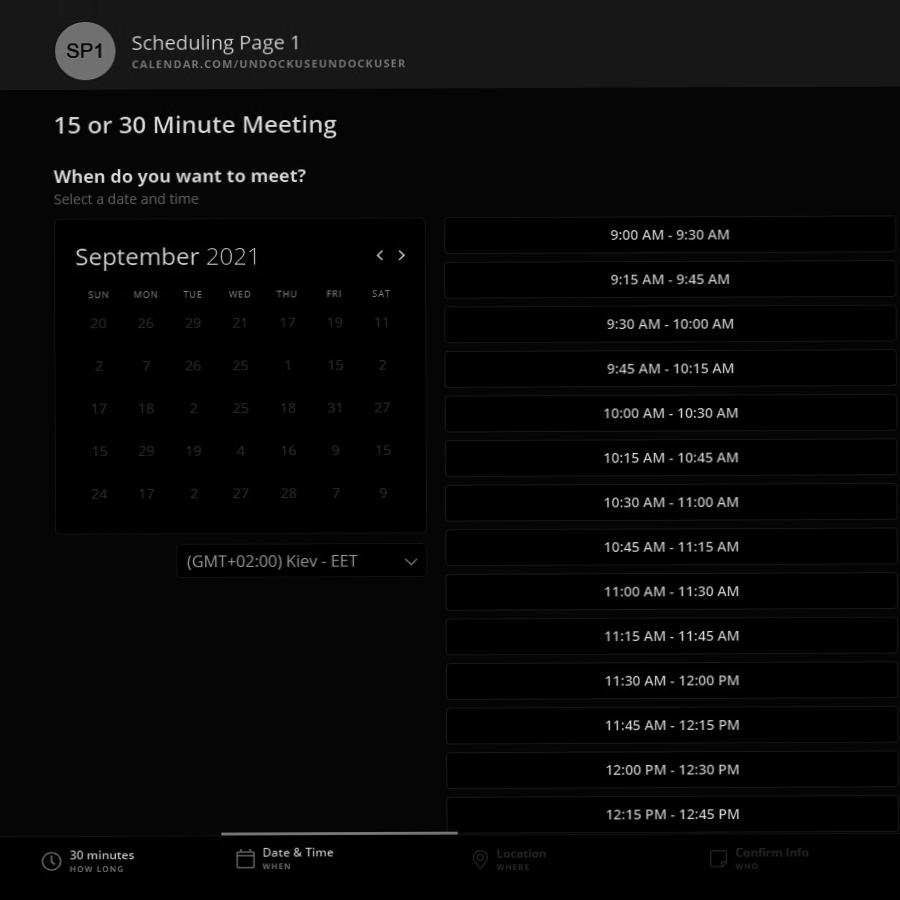 SP1
Scheduling Page 1
CALENDAR.COM/UNDOCKUSEUNDOCKUSER
15 or 30 Minute Meeting
When do you want to meet?
Select a date and time
September 2021
SUN MON TUE WED THU FRI SAT
20 26 29 21 17 19 11
2 7 26 25 1 15 2
17 18 2 25 18 31 27
15 29 19 4 16 9 15
24 17 2 27 28 7 9
(GMT+02:00) Kiev - EET
9:00 AM - 9:30 AM
9:15 AM - 9:45 AM
9:30 AM - 10:00 AM
9:45 AM - 10:15 AM
10:00 AM - 10:30 AM
10:15 AM - 10:45 AM
10:30 AM - 11:00 AM
10:45 AM - 11:15 AM
11:00 AM - 11:30 AM
11:15 AM - 11:45 AM
11:30 AM - 12:00 PM
11:45 AM - 12:15 PM
12:00 PM - 12:30 PM
12:15 PM - 12:45 PM
30 minutes
HOW LONG
Date & Time
WHEN
Location
WHERE
Confirm Info
WHO